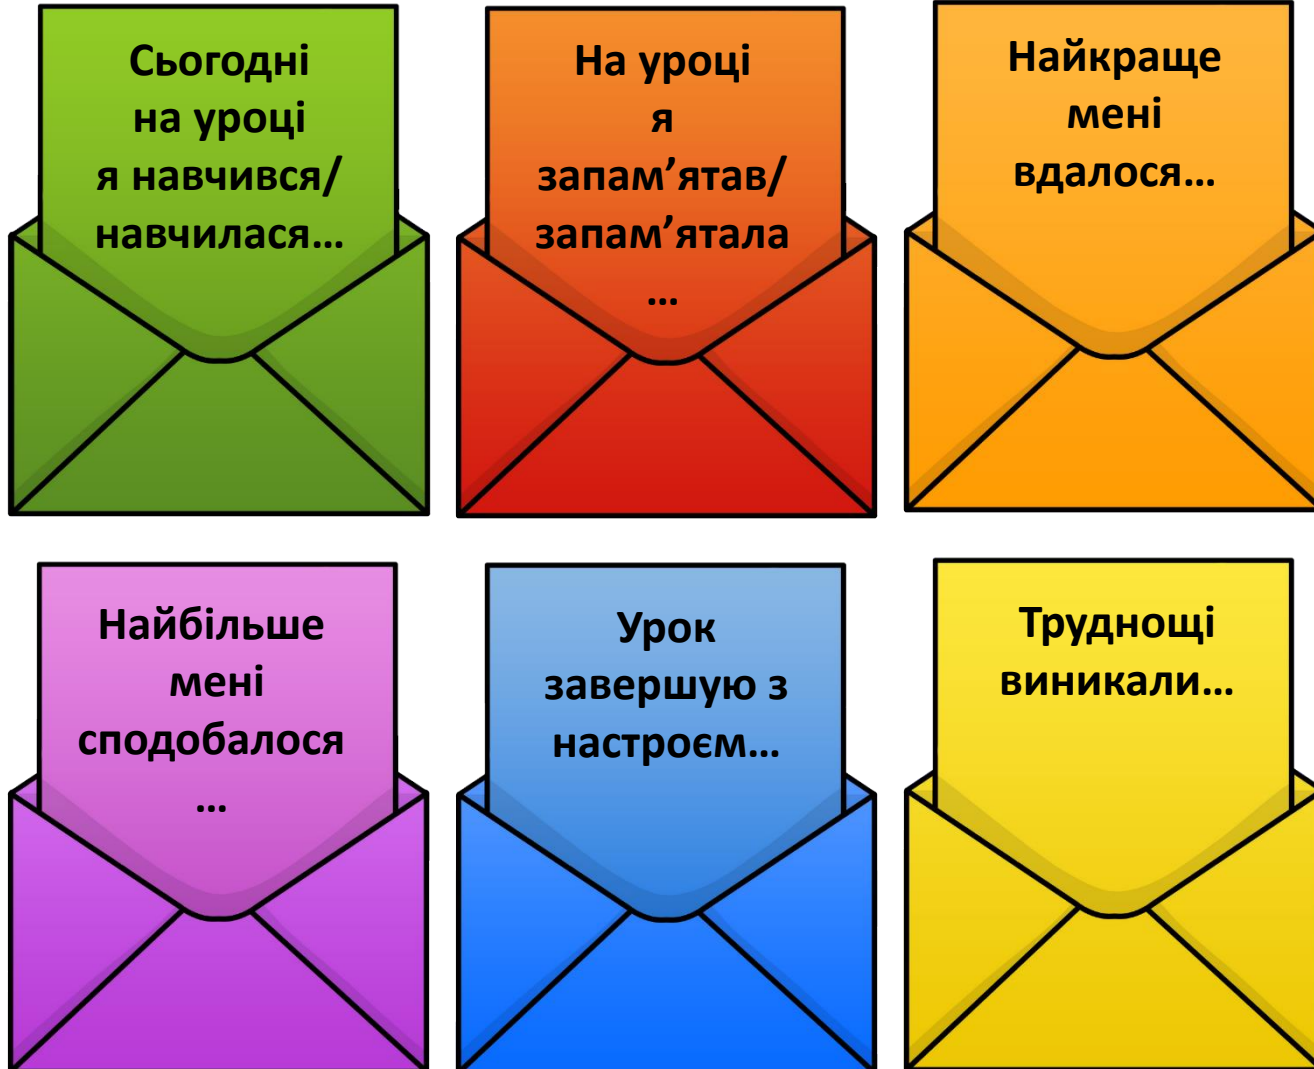 Сьогодні
на уроці
я навчився/
навчилася…
На уроці
я
запам’ятав/
запам’ятала
…
Найкраще
мені
вдалося…
Найбільше
мені
сподобалося
…
Урок
завершую з
настроєм…
Труднощі
виникали…